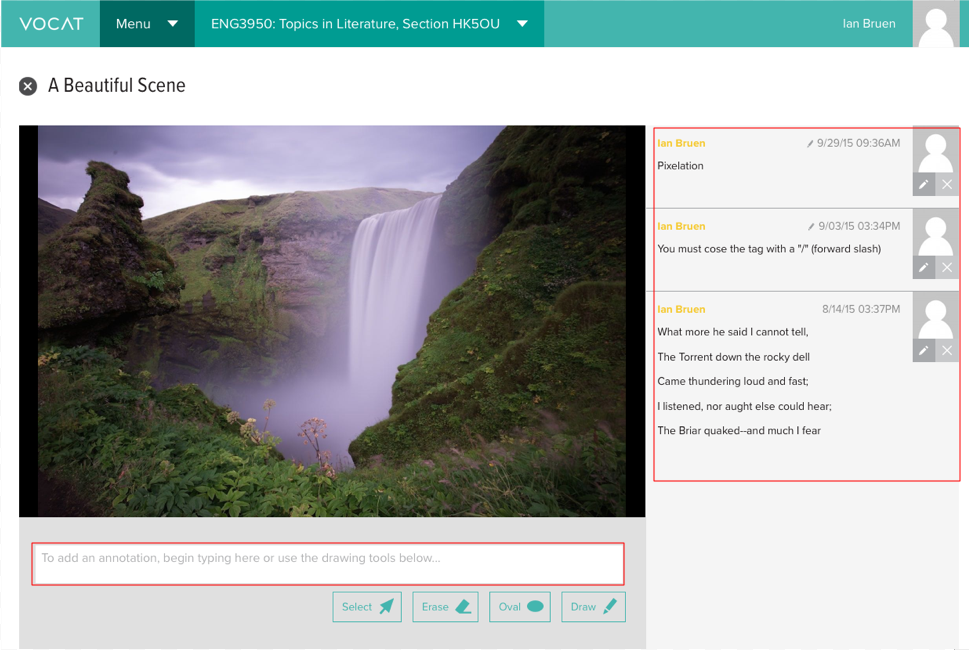 VOCAT
Menu
ENG3950: Topics in Literature, Section HK5OU
Ian Bruen
A Beautiful Scene
Ian Bruen 9/29/15 09:36AM
Pixelation
Ian Bruen 9/03/15 03:34PM
You must cose the tag with a "/" (forward slash)
Ian Bruen 8/14/15 03:37PM
What more he said I cannot tell,
The Torrent down the rocky dell
Came thundering loud and fast;
I listened, nor aught else could hear;
The Briar quaked--and much I fear
To add an annotation, begin typing here or use the drawing tools below...
Select
Erase
Oval
Draw